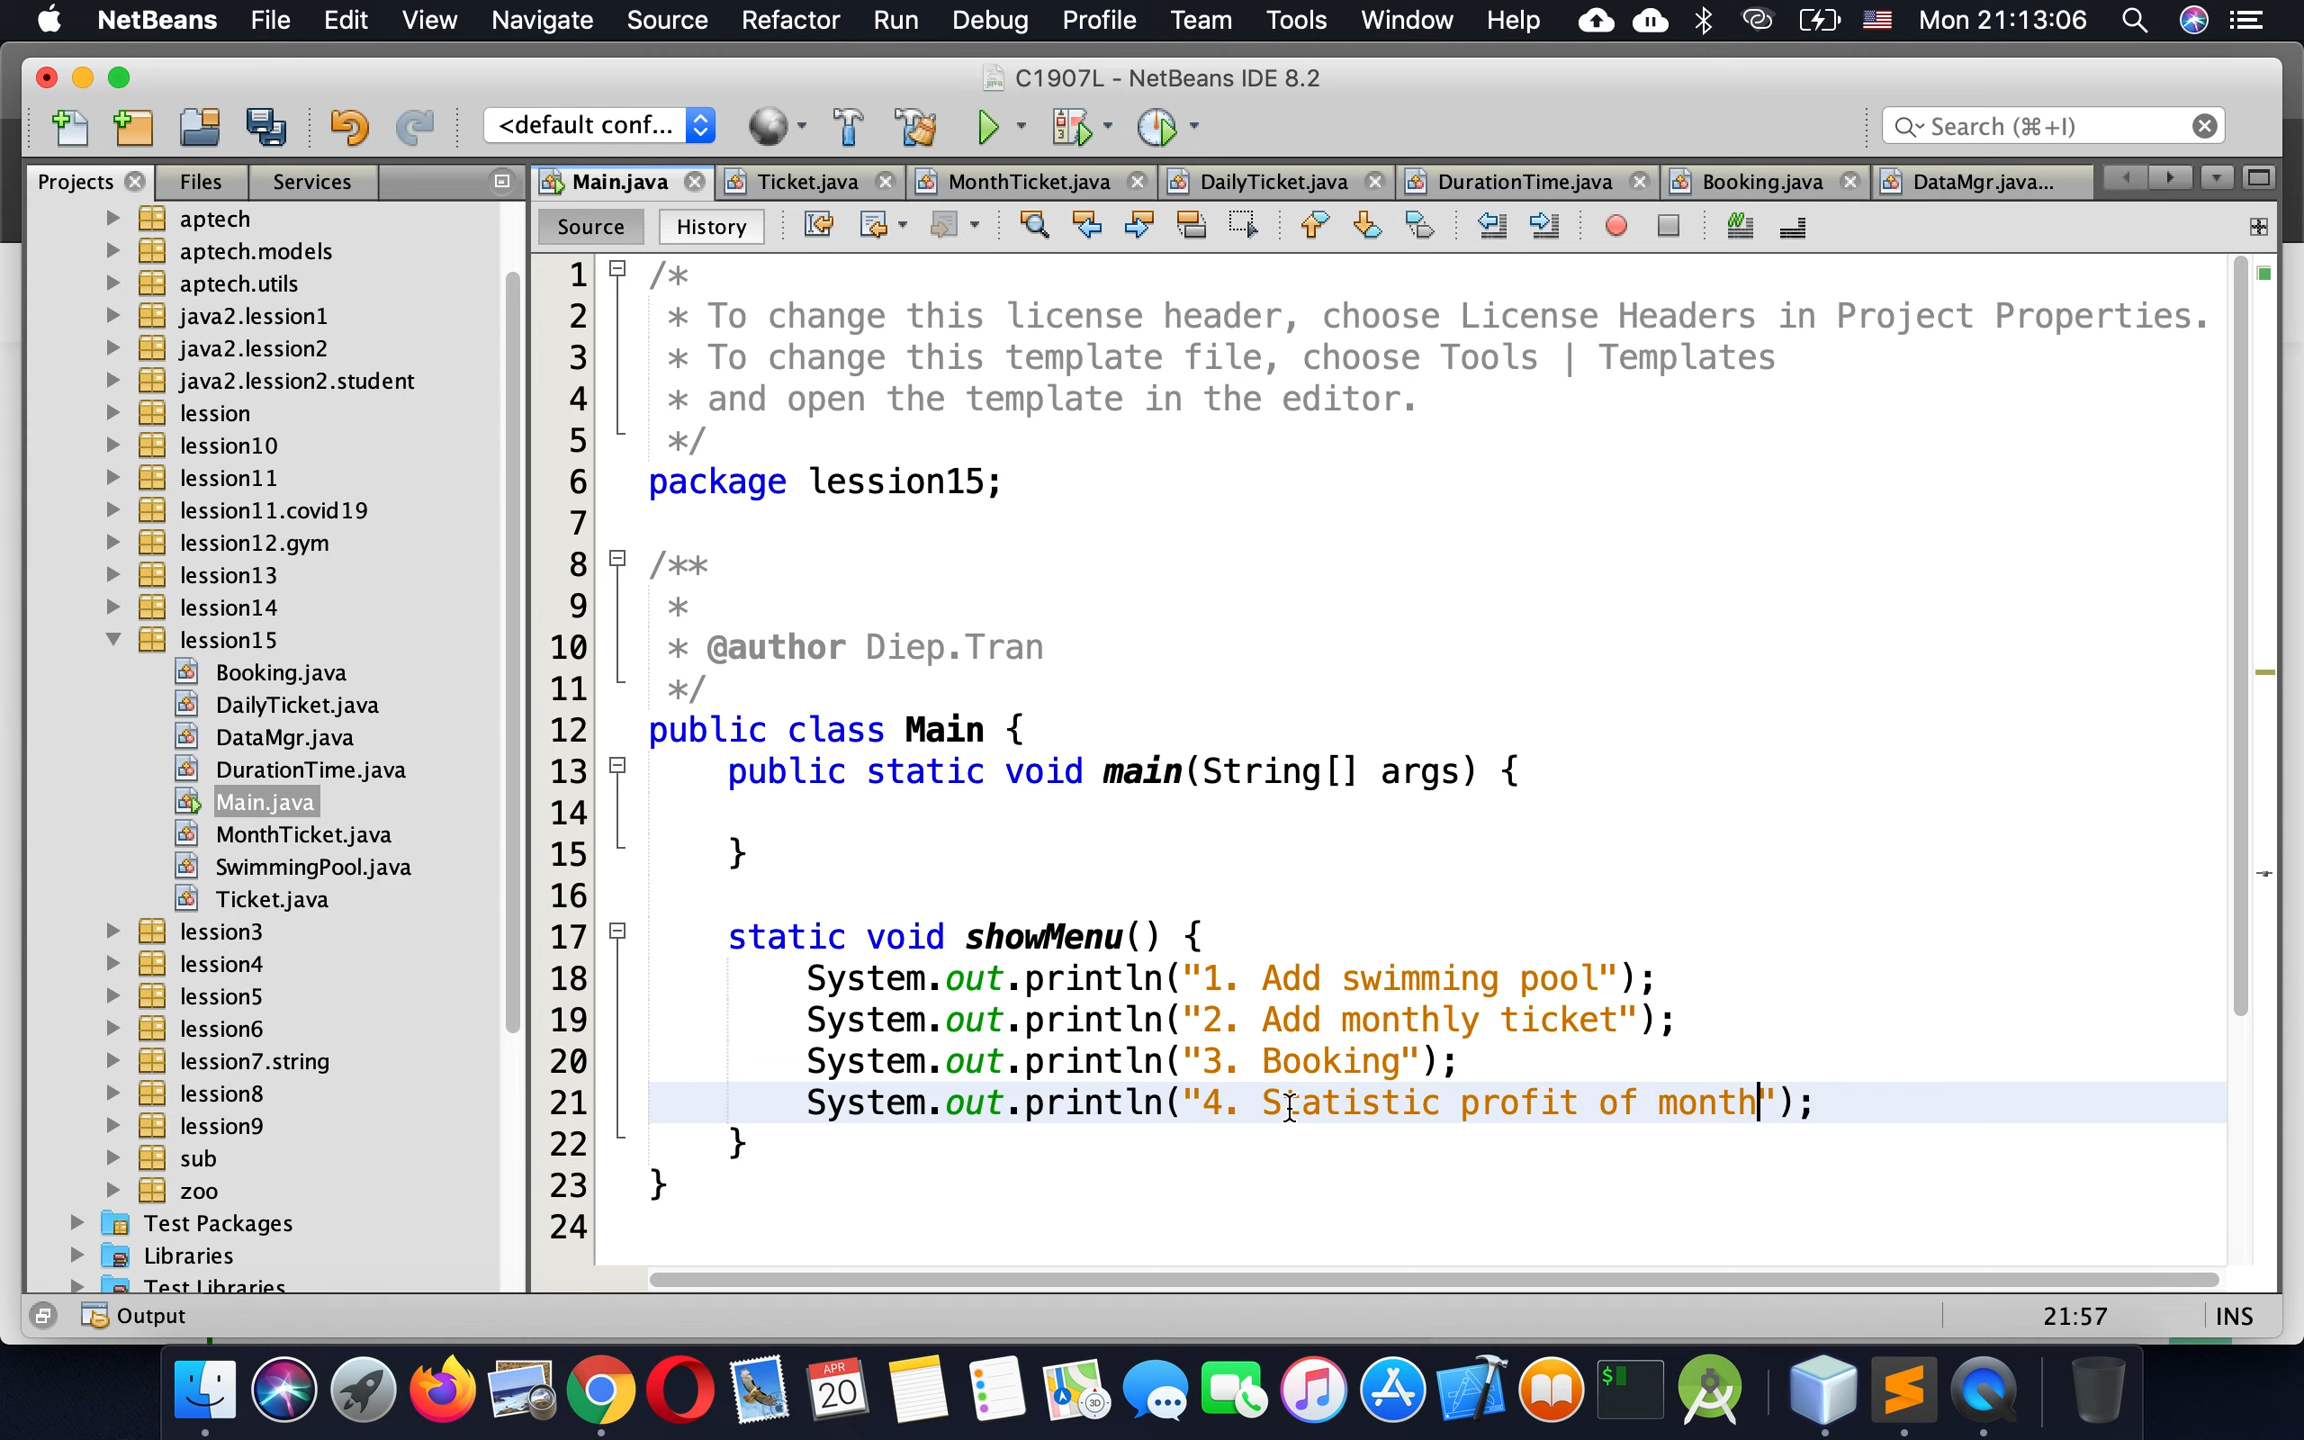 NetBeans File Edit View Navigate Source Refactor Run Debug Profile Team Tools Window Help Mon 21:13:06
C1907L - NetBeans IDE 8.2
<default conf... Search (⌘+I)
Projects Files Services
Main.java Ticket.java MonthTicket.java DailyTicket.java DurationTime.java Booking.java DataMgr.java...
Source History
aptech
aptech.models
aptech.utils
java2.lession1
java2.lession2
java2.lession2.student
lession
lession10
lession11
lession11.covid19
lession12.gym
lession13
lession14
lession15
Booking.java
DailyTicket.java
DataMgr.java
DurationTime.java
Main.java
MonthTicket.java
SwimmingPool.java
Ticket.java
lession3
lession4
lession5
lession6
lession7.string
lession8
lession9
sub
zoo
Test Packages
Libraries
Test Libraries
1 /*
2 * To change this license header, choose License Headers in Project Properties.
3 * To change this template file, choose Tools | Templates
4 * and open the template in the editor.
5 */
6 package lession15;
7
8 /**
9 *
10 * @author Diep.Tran
11 */
12 public class Main {
13 public static void main(String[] args) {
14
15 }
16
17 static void showMenu() {
18 System.out.println("1. Add swimming pool");
19 System.out.println("2. Add monthly ticket");
20 System.out.println("3. Booking");
21 System.out.println("4. Statistic profit of month");
22 }
23 }
24
Output 21:57 INS
APR
20
3D
$